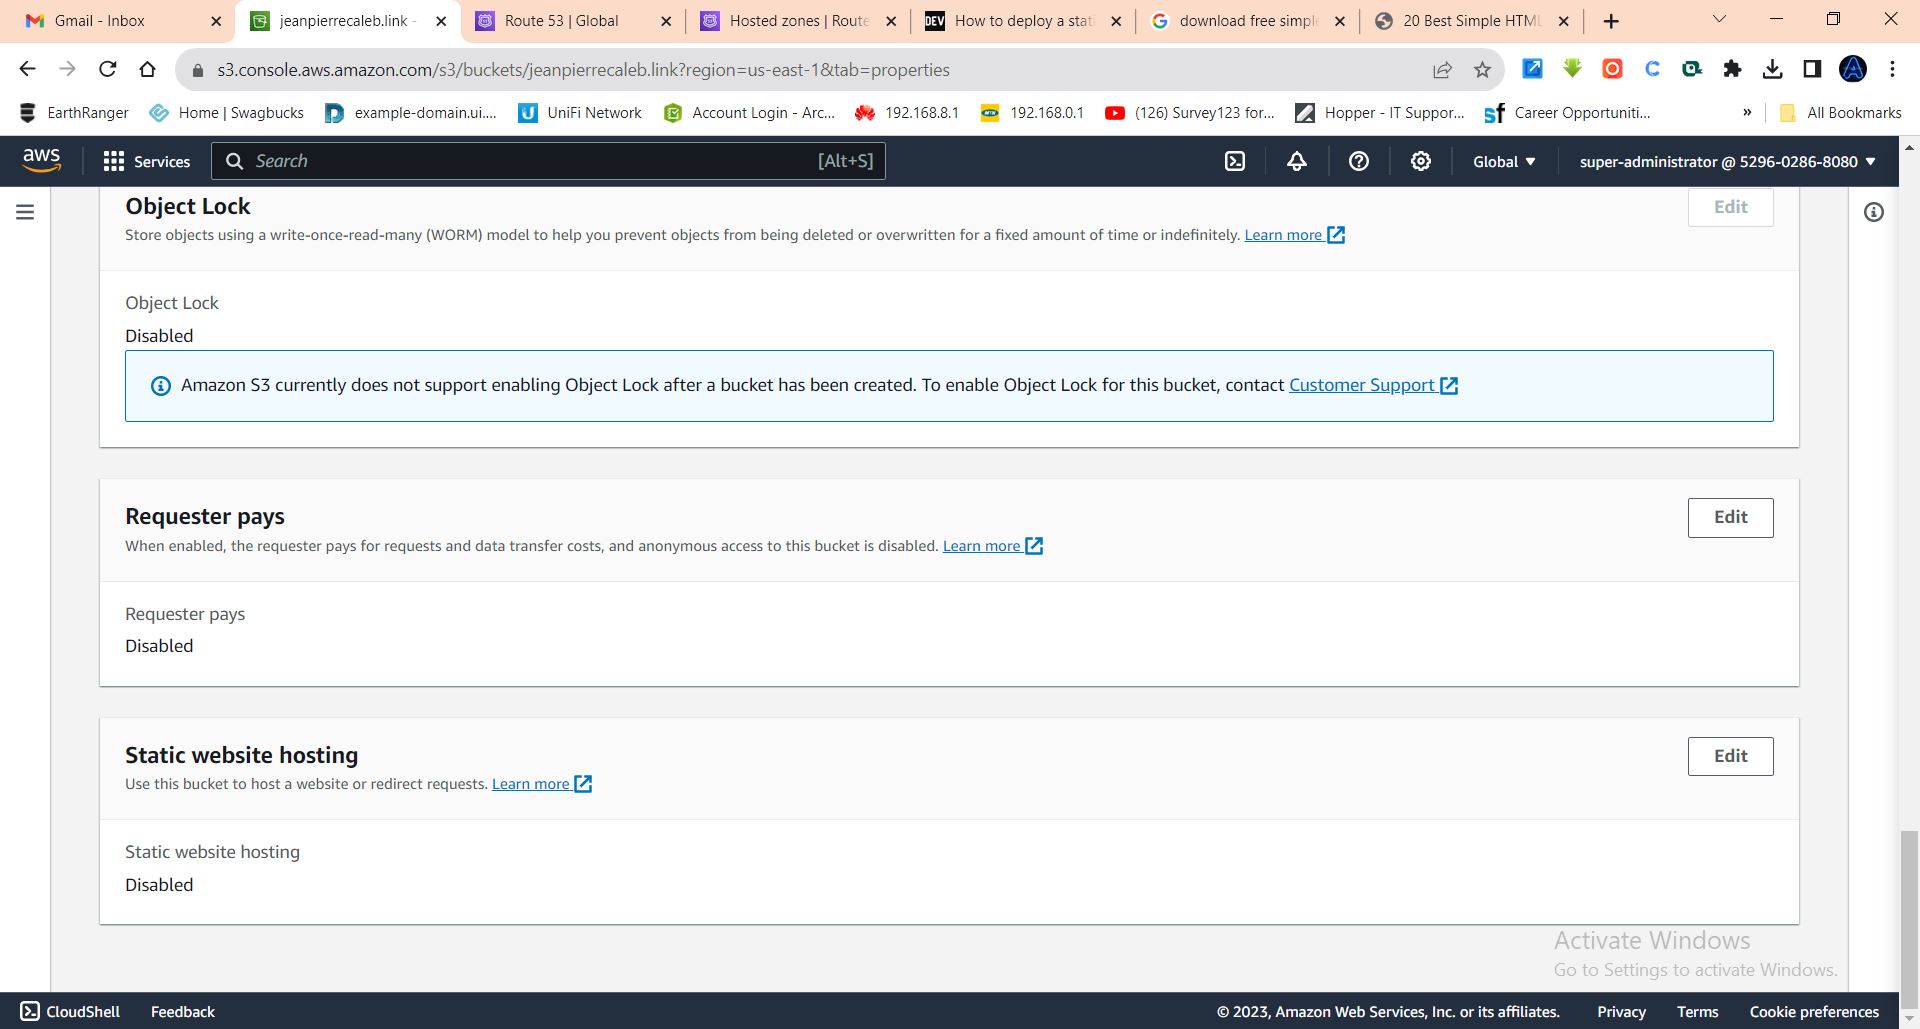 Gmail - Inbox
jeanpierrecaleb.link -
Route 53 | Global
Hosted zones | Route
DEV
How to deploy a stati
download free simple
20 Best Simple HTML
s3.console.aws.amazon.com/s3/buckets/jeanpierrecaleb.link?region=us-east-1&tab=properties
EarthRanger
Home | Swagbucks
example-domain.ui....
UniFi Network
Account Login - Arc...
192.168.8.1
192.168.0.1
(126) Survey123 for...
Hopper - IT Suppor...
sf
Career Opportuniti...
»
All Bookmarks
aws
Services
Search
[Alt+S]
Global
super-administrator @ 5296-0286-8080
Object Lock
Edit
Store objects using a write-once-read-many (WORM) model to help you prevent objects from being deleted or overwritten for a fixed amount of time or indefinitely. Learn more
Object Lock
Disabled
Amazon S3 currently does not support enabling Object Lock after a bucket has been created. To enable Object Lock for this bucket, contact Customer Support
Requester pays
Edit
When enabled, the requester pays for requests and data transfer costs, and anonymous access to this bucket is disabled. Learn more
Requester pays
Disabled
Static website hosting
Edit
Use this bucket to host a website or redirect requests. Learn more
Static website hosting
Disabled
Activate Windows
Go to Settings to activate Windows.
CloudShell
Feedback
© 2023, Amazon Web Services, Inc. or its affiliates.
Privacy
Terms
Cookie preferences